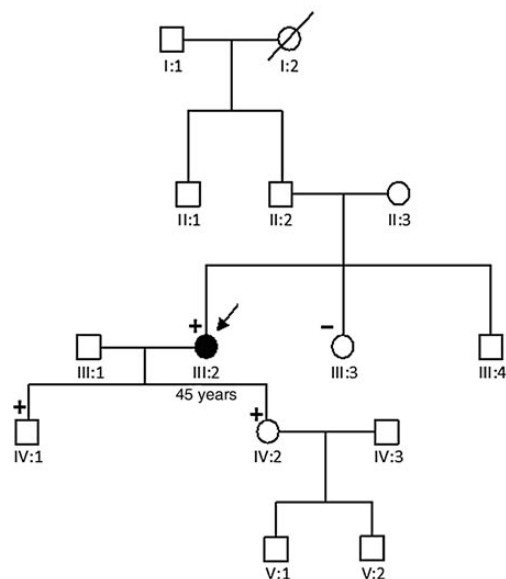 I:1 I:2
II:1 II:2 II:3
+ −
III:1 III:2 III:3 III:4
45 years
+ +
IV:1 IV:2 IV:3
V:1 V:2